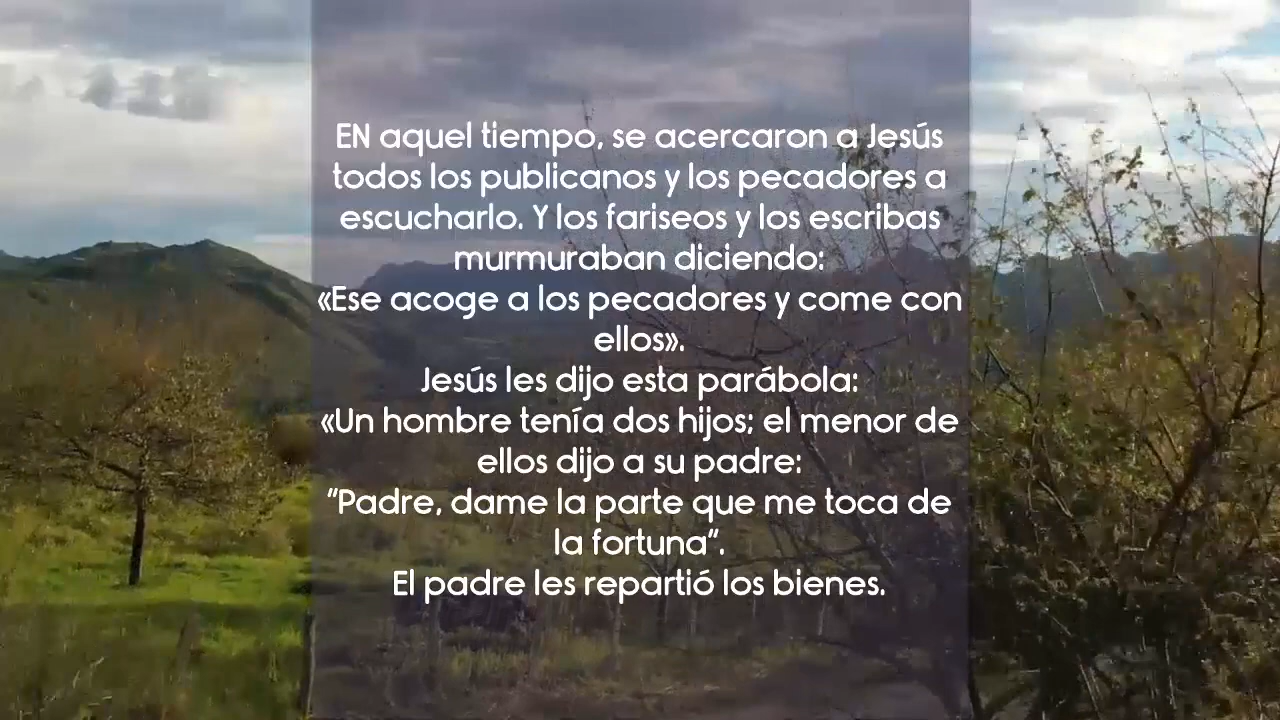 EN aquel tiempo, se acercaron a Jesús
todos los publicanos y los pecadores a
escucharlo. Y los fariseos y los escribas
murmuraban diciendo:
«Ese acoge a los pecadores y come con
ellos».
Jesús les dijo esta parábola:
«Un hombre tenía dos hijos; el menor de
ellos dijo a su padre:
“Padre, dame la parte que me toca de
la fortuna”.
El padre les repartió los bienes.